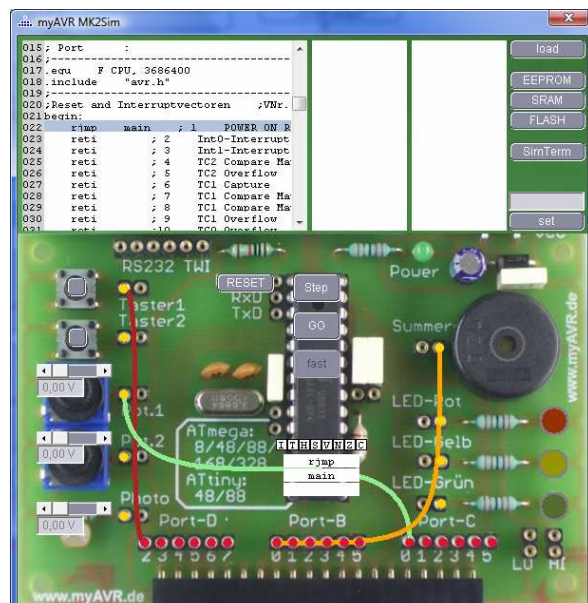 myAVR MK2Sim
015; Port :
016;----------------------------------
017.equ F CPU, 3686400
018.include "avr.h"
019;----------------------------------
020;Reset and Interruptvectoren ;VNr.
021begin:
022 rjmp main ; 1 POWER ON R
023 reti ; 2 Int0-Interrupt
024 reti ; 3 Int1-Interrupt
025 reti ; 4 TC2 Compare Ma
026 reti ; 5 TC2 Overflow
027 reti ; 6 TC1 Capture
028 reti ; 7 TC1 Compare Ma
029 reti ; 8 TC1 Compare Ma
030 reti ; 9 TC1 Overflow
031 reti ;10 TC0 Overflow
load
EEPROM
SRAM
FLASH
SimTerm
set
RS232 TWI
Power
RESET
Step
RxD
TxD
GO
fast
Taster1
Taster2
Summer
0,00 V
Pot.1
0,00 V
Pot.2
LED-Rot
LED-Gelb
LED-Grün
ATmega:
8/48/88/
168/328
ATtiny:
48/88
I T H S V N Z C
rjmp
main
Photo
0,00 V
Port-D
Port-B
Port-C
2 3 4 5 6 7
0 1 2 3 4 5
0 1 2 3 4 5
LO HI
www.myAVR.de
www.myAVR.de